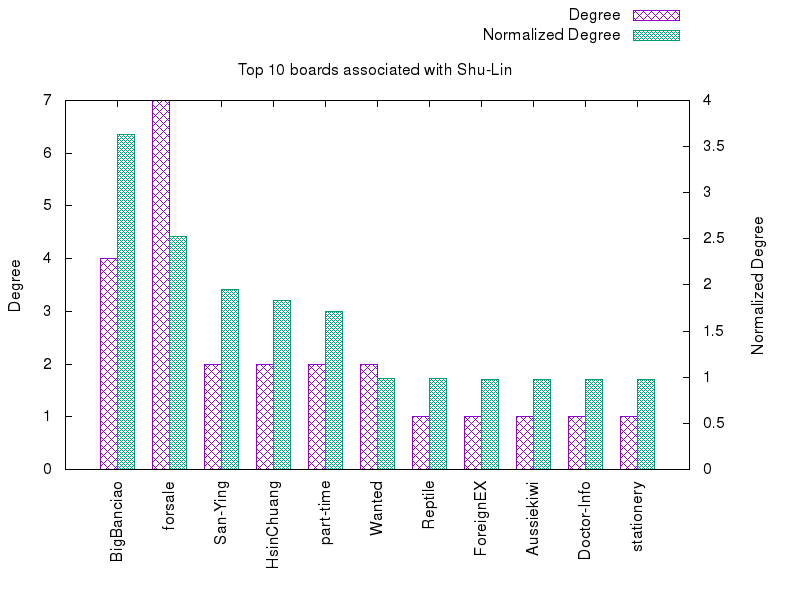 Degree
Normalized Degree
Top 10 boards associated with Shu-Lin
7
6
5
4
3
2
1
0
4
3.5
3
2.5
2
1.5
1
0.5
0
Degree
Normalized Degree
BigBanciao
forsale
San-Ying
HsinChuang
part-time
Wanted
Reptile
ForeignEX
Aussiekiwi
Doctor-Info
stationery